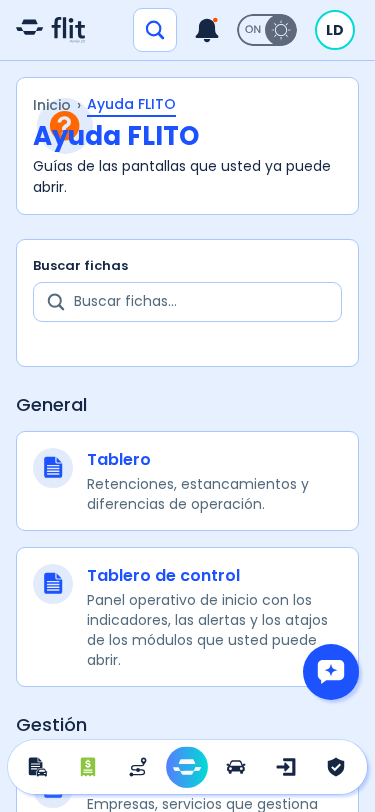 flit
ON
LD
Inicio › Ayuda FLITO
Ayuda FLITO
Guías de las pantallas que usted ya puede
abrir.
Buscar fichas
Buscar fichas...
General
Tablero
Retenciones, estancamientos y
diferencias de operación.
Tablero de control
Panel operativo de inicio con los
indicadores, las alertas y los atajos
de los módulos que usted puede
abrir.
Gestión
Empresas, servicios que gestiona